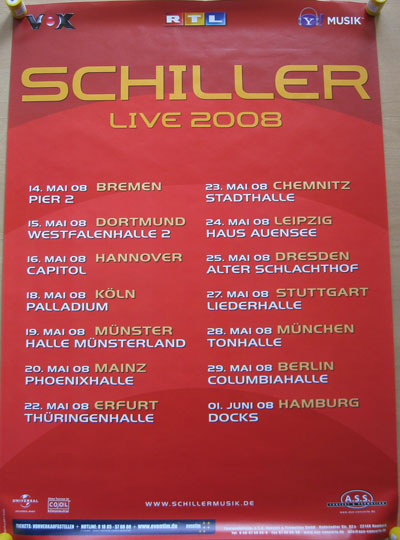 VOX
RTL
Y! MUSIK
SCHILLER
LIVE 2008
14. MAI 08 BREMEN
PIER 2
15. MAI 08 DORTMUND
WESTFALENHALLE 2
16. MAI 08 HANNOVER
CAPITOL
18. MAI 08 KÖLN
PALLADIUM
19. MAI 08 MÜNSTER
HALLE MÜNSTERLAND
20. MAI 08 MAINZ
PHOENIXHALLE
22. MAI 08 ERFURT
THÜRINGENHALLE
23. MAI 08 CHEMNITZ
STADTHALLE
24. MAI 08 LEIPZIG
HAUS AUENSEE
25. MAI 08 DRESDEN
ALTER SCHLACHTHOF
27. MAI 08 STUTTGART
LIEDERHALLE
28. MAI 08 MÜNCHEN
TONHALLE
29. MAI 08 BERLIN
COLUMBIAHALLE
01. JUNI 08 HAMBURG
DOCKS
UNIVERSAL
WWW.SCHILLERMUSIK.DE
A.S.S.